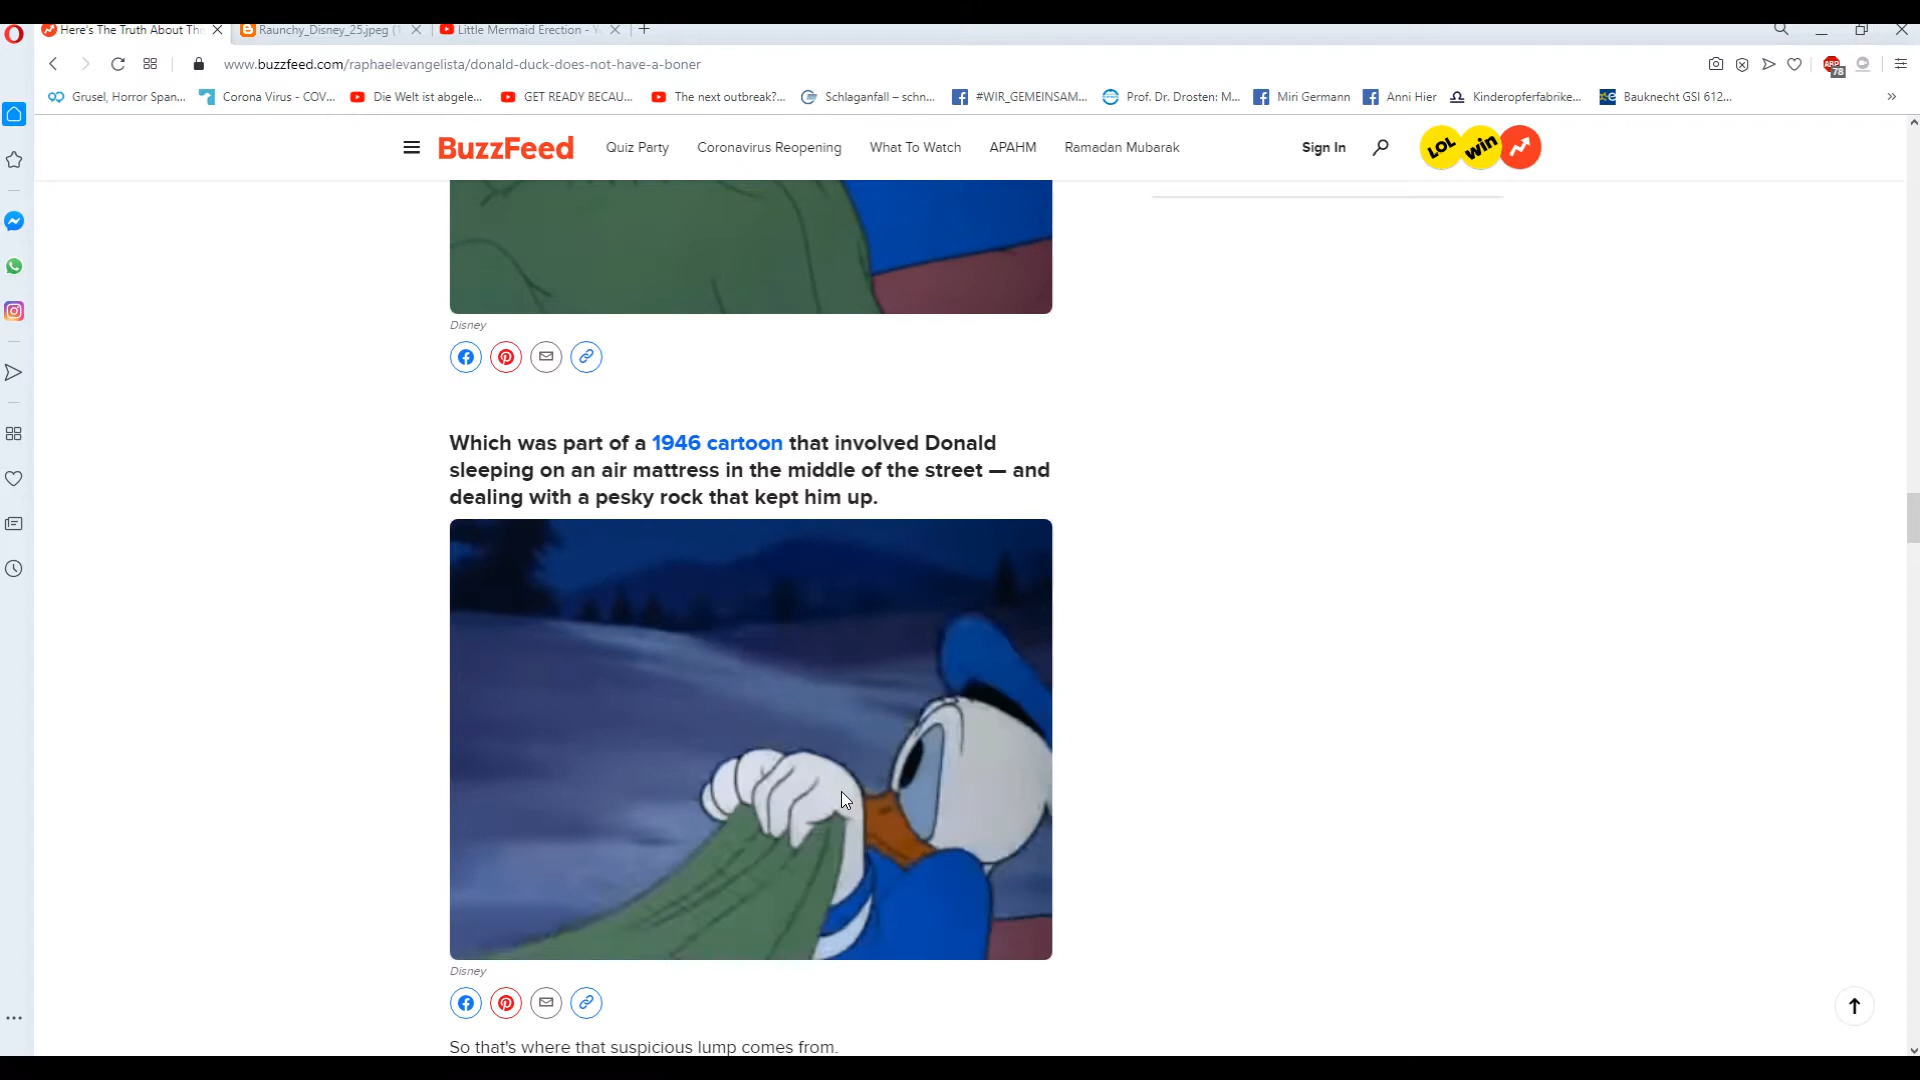 Here's The Truth About Thi
Raunchy_Disney_25.jpeg (
Little Mermaid Erection - Y
www.buzzfeed.com/raphaelevangelista/donald-duck-does-not-have-a-boner
78
Grusel, Horror Span...
Corona Virus - COV...
Die Welt ist abgele...
GET READY BECAU...
The next outbreak?...
Schlaganfall – schn...
#WIR_GEMEINSAM...
Prof. Dr. Drosten: M...
Miri Germann
Anni Hier
Kinderopferfabrike...
Bauknecht GSI 612...
BuzzFeed
Quiz Party
Coronavirus Reopening
What To Watch
APAHM
Ramadan Mubarak
Sign In
LOL
win
Disney
Which was part of a 1946 cartoon that involved Donald
sleeping on an air mattress in the middle of the street — and
dealing with a pesky rock that kept him up.
Disney
So that's where that suspicious lump comes from.